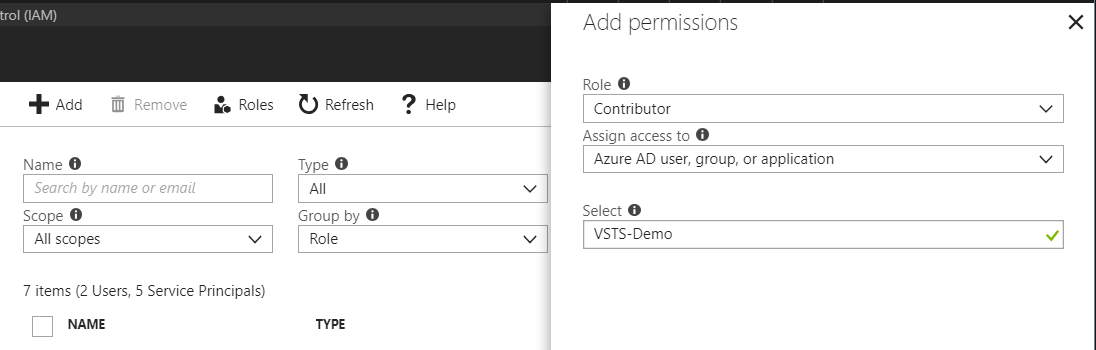 trol (IAM)
Add
Remove
Roles
Refresh
Help
Name
Type
Search by name or email
All
Scope
Group by
All scopes
Role
7 items (2 Users, 5 Service Principals)
NAME
TYPE
Add permissions
Role
Contributor
Assign access to
Azure AD user, group, or application
Select
VSTS-Demo